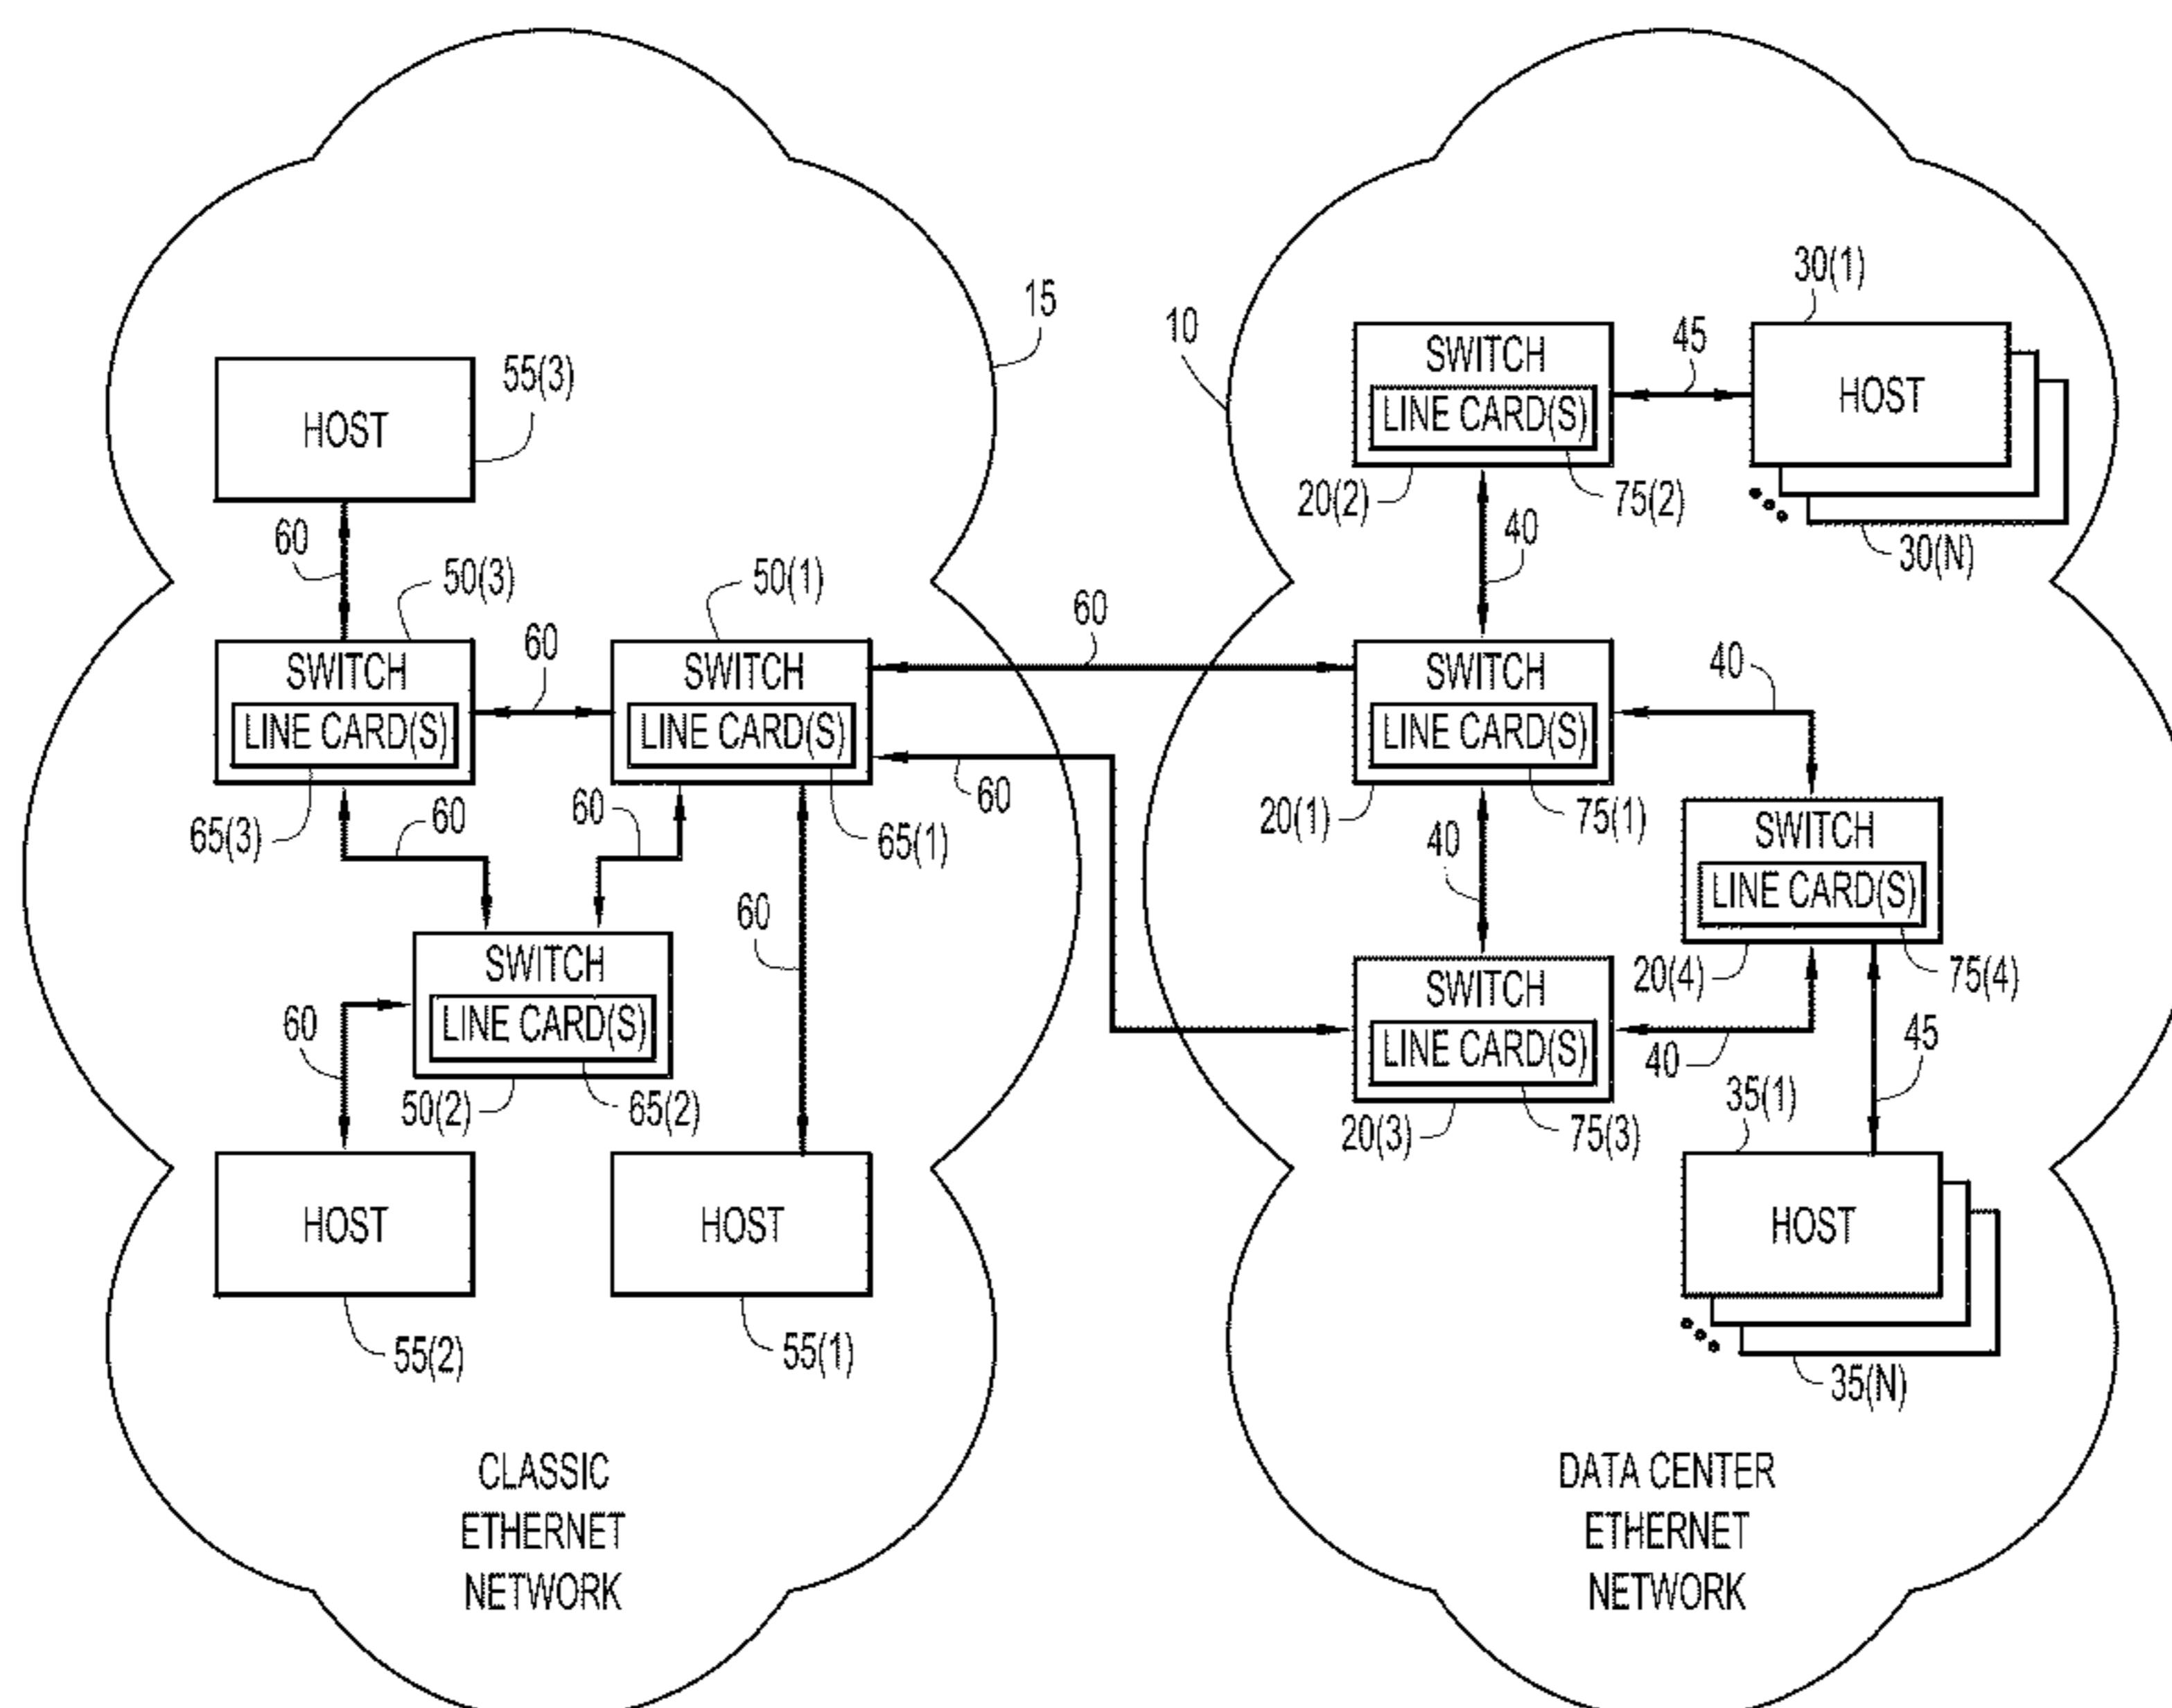 15
HOST
55(3)
60
50(3)
50(1)
60
60
SWITCH
LINE CARD(S)
SWITCH
LINE CARD(S)
60
65(3)
60
60
65(1)
60
SWITCH
LINE CARD(S)
60
50(2)
65(2)
HOST
HOST
55(2)
55(1)
CLASSIC
ETHERNET
NETWORK
10
30(1)
SWITCH
LINE CARD(S)
45
HOST
20(2)
75(2)
40
30(N)
SWITCH
LINE CARD(S)
40
20(1)
75(1)
40
SWITCH
LINE CARD(S)
20(4)
75(4)
SWITCH
LINE CARD(S)
40
45
20(3)
75(3)
35(1)
HOST
35(N)
DATA CENTER
ETHERNET
NETWORK